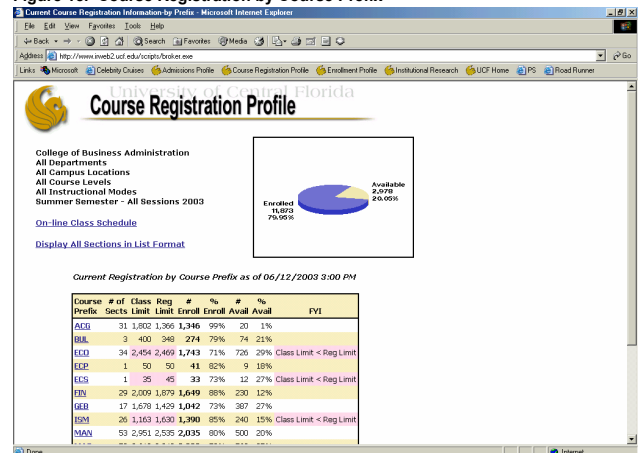 Figure 10. Course Registration by Course Prefix
Current Course Registration Information-by Prefix - Microsoft Internet Explorer
File Edit View Favorites Tools Help
Back Search Favorites Media
Address http://www.irweb2.ucf.edu/scripts/broker.exe Go
Links Microsoft Celebrity Cruises Admissions Profile Course Registration Profile Enrollment Profile Institutional Research UCF Home PS Road Runner
University of Central Florida
Course Registration Profile
College of Business Administration
All Departments
All Campus Locations
All Course Levels
All Instructional Modes
Summer Semester - All Sessions 2003
On-line Class Schedule
Display All Sections in List Format
Available
2,978
20.05%
Enrolled
11,873
79.95%
Current Registration by Course Prefix as of 06/12/2003 3:00 PM
Course # of Class Reg # % # %
Prefix Sects Limit Limit Enroll Enroll Avail Avail FYI
ACG 31 1,802 1,366 1,346 99% 20 1%
BUL 3 400 348 274 79% 74 21%
ECO 34 2,454 2,469 1,743 71% 726 29% Class Limit < Reg Limit
ECP 1 50 50 41 82% 9 18%
ECS 1 35 45 33 73% 12 27% Class Limit < Reg Limit
FIN 29 2,009 1,879 1,649 88% 230 12%
GEB 17 1,678 1,429 1,042 73% 387 27%
ISM 26 1,163 1,630 1,390 85% 240 15% Class Limit < Reg Limit
MAN 53 2,951 2,535 2,035 80% 500 20%
Done Internet